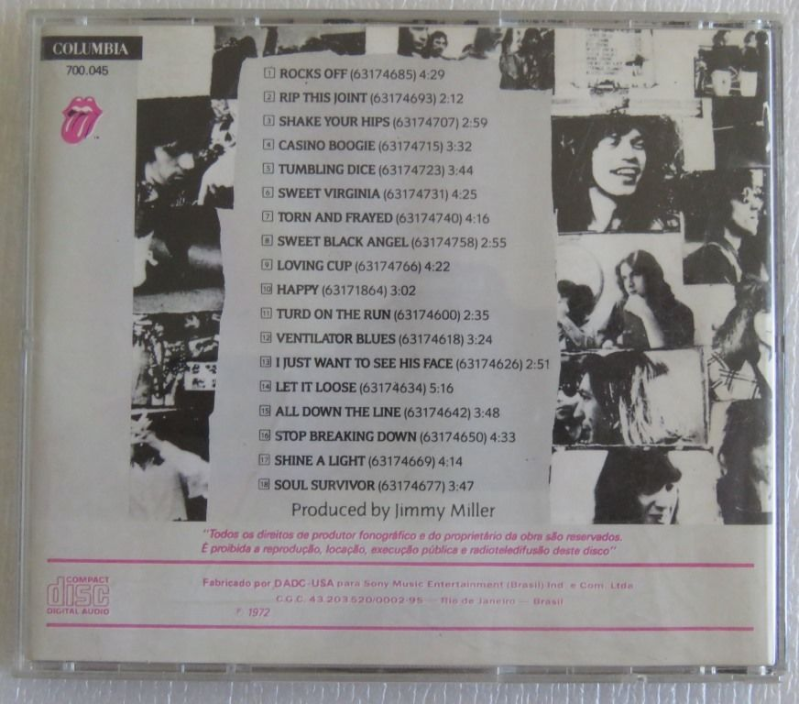 COLUMBIA
700.045
1 ROCKS OFF (63174685) 4:29
2 RIP THIS JOINT (63174693) 2:12
3 SHAKE YOUR HIPS (63174707) 2:59
4 CASINO BOOGIE (63174715) 3:32
5 TUMBLING DICE (63174723) 3:44
6 SWEET VIRGINIA (63174731) 4:25
7 TORN AND FRAYED (63174740) 4:16
8 SWEET BLACK ANGEL (63174758) 2:55
9 LOVING CUP (63174766) 4:22
10 HAPPY (63171864) 3:02
11 TURD ON THE RUN (63174600) 2:35
12 VENTILATOR BLUES (63174618) 3:24
13 I JUST WANT TO SEE HIS FACE (63174626) 2:51
14 LET IT LOOSE (63174634) 5:16
15 ALL DOWN THE LINE (63174642) 3:48
16 STOP BREAKING DOWN (63174650) 4:33
17 SHINE A LIGHT (63174669) 4:14
18 SOUL SURVIVOR (63174677) 3:47
Produced by Jimmy Miller
"Todos os direitos de produtor fonográfico e do proprietário da obra são reservados.
É proibida a reprodução, locação, execução pública e radioteledifusão deste disco"
COMPACT
disc
DIGITAL AUDIO
Fabricado por DADC-USA para Sony Music Entertainment (Brasil) Ind. e Com. Ltda.
C.G.C. 43.203.520/0002-95 — Rio de Janeiro — Brasil
℗ 1972